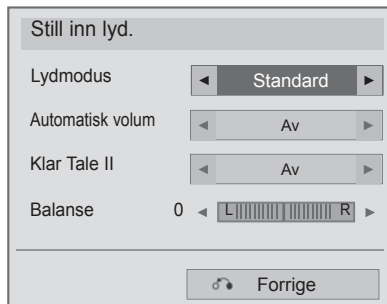 Still inn lyd.
Lydmodus ◄ Standard ►
Automatisk volum ◄ Av ►
Klar Tale II ◄ Av ►
Balanse 0 ◄ L R ►
Forrige